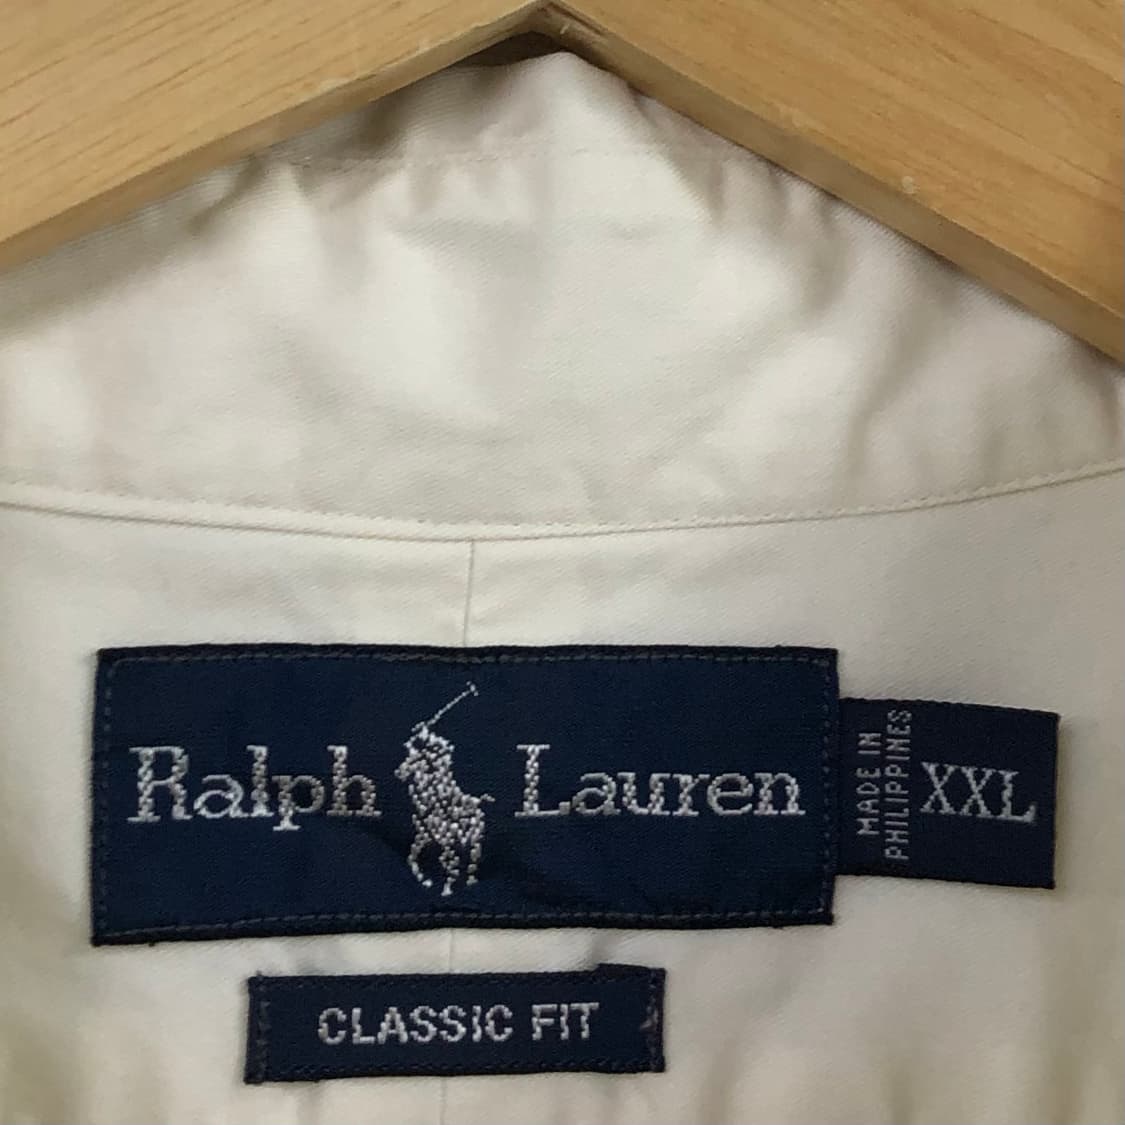 Ralph Lauren
MADE IN
PHILIPPINES
XXL
CLASSIC FIT